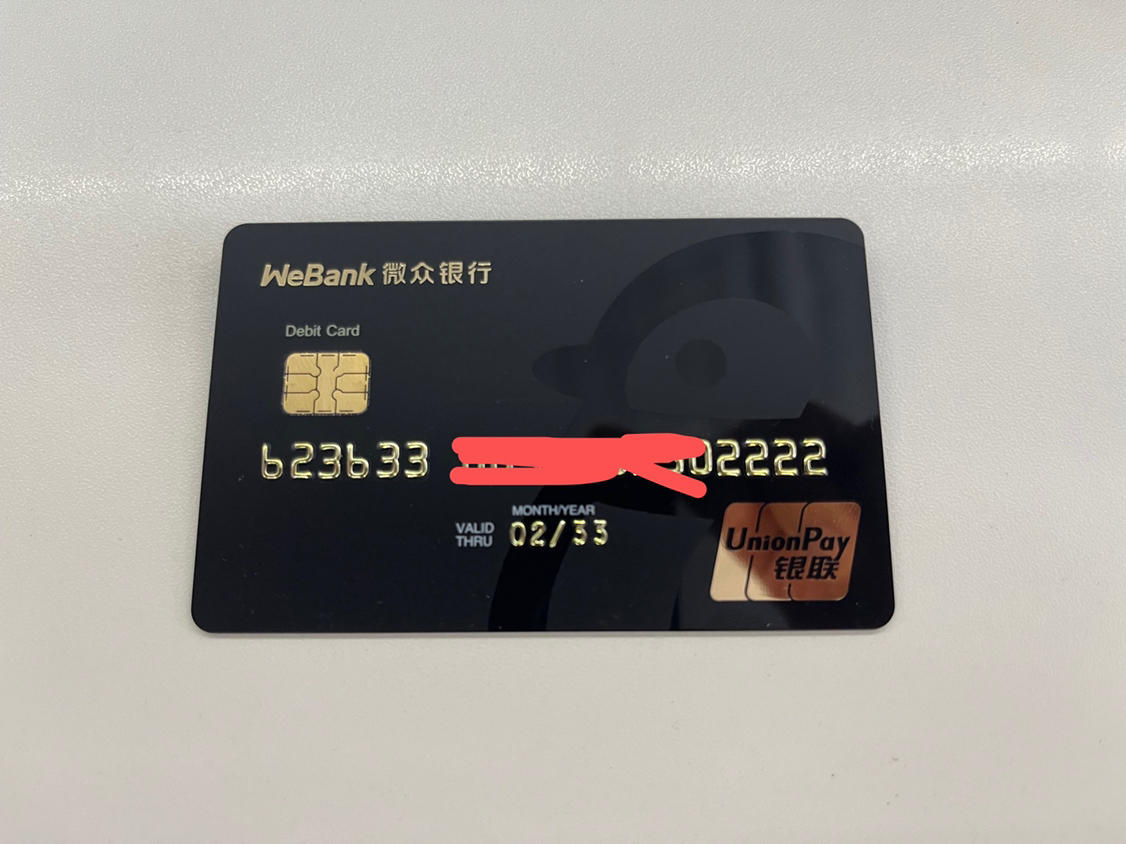 WeBank 微众银行
Debit Card
623633 02222
MONTH/YEAR
VALID THRU 02/33
UnionPay
银联